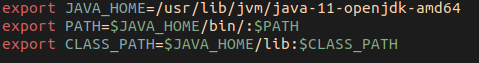 export JAVA_HOME=/usr/lib/jvm/java-11-openjdk-amd64
export PATH=$JAVA_HOME/bin/:$PATH
export CLASS_PATH=$JAVA_HOME/lib:$CLASS_PATH